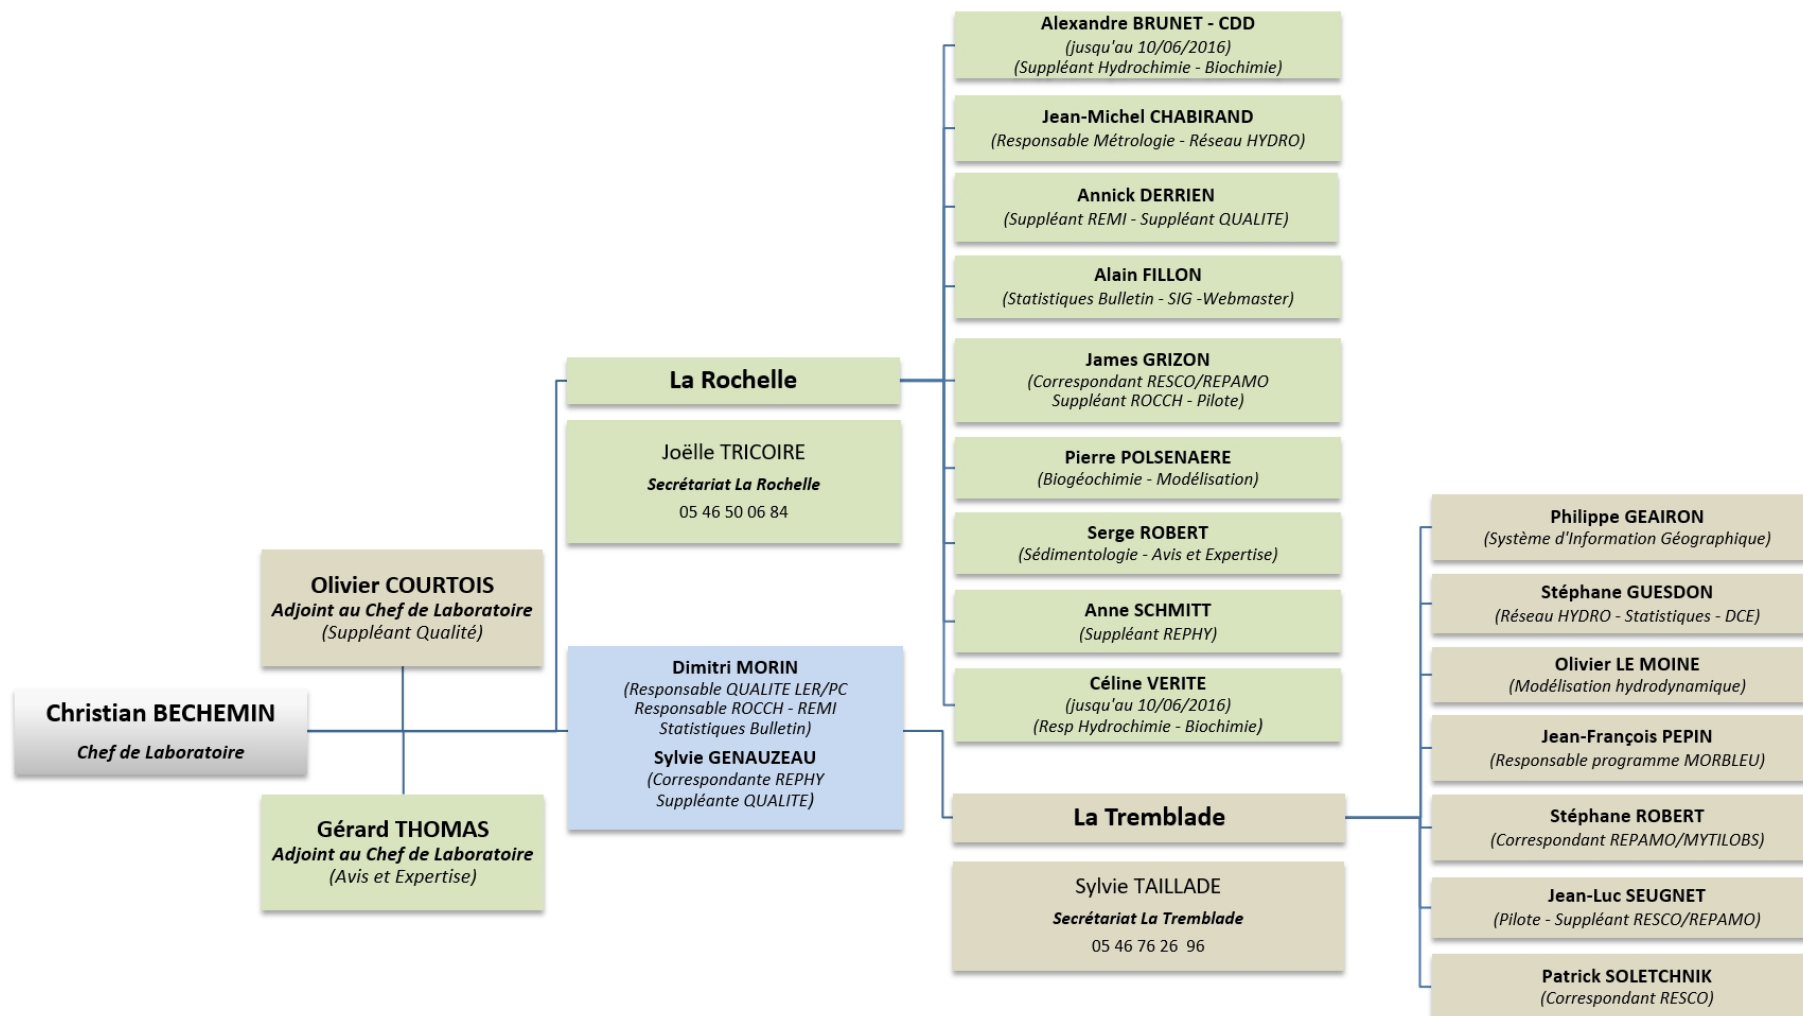 Alexandre BRUNET - CDD
(jusqu'au 10/06/2016)
(Suppléant Hydrochimie - Biochimie)
Jean-Michel CHABIRAND
(Responsable Métrologie - Réseau HYDRO)
Annick DERRIEN
(Suppléant REMI - Suppléant QUALITE)
Alain FILLON
(Statistiques Bulletin - SIG -Webmaster)
James GRIZON
(Correspondant RESCO/REPAMO
Suppléant ROCCH - Pilote)
Pierre POLSENAERE
(Biogéochimie - Modélisation)
Serge ROBERT
(Sédimentologie - Avis et Expertise)
Anne SCHMITT
(Suppléant REPHY)
Céline VERITE
(jusqu'au 10/06/2016)
(Resp Hydrochimie - Biochimie)
La Rochelle
Joëlle TRICOIRE
Secrétariat La Rochelle
05 46 50 06 84
Olivier COURTOIS
Adjoint au Chef de Laboratoire
(Suppléant Qualité)
Christian BECHEMIN
Chef de Laboratoire
Gérard THOMAS
Adjoint au Chef de Laboratoire
(Avis et Expertise)
Dimitri MORIN
(Responsable QUALITE LER/PC
Responsable ROCCH - REMI
Statistiques Bulletin)
Sylvie GENAUZEAU
(Correspondante REPHY
Suppléante QUALITE)
La Tremblade
Sylvie TAILLADE
Secrétariat La Tremblade
05 46 76 26 96
Philippe GEAIRON
(Système d'Information Géographique)
Stéphane GUESDON
(Réseau HYDRO - Statistiques - DCE)
Olivier LE MOINE
(Modélisation hydrodynamique)
Jean-François PEPIN
(Responsable programme MORBLEU)
Stéphane ROBERT
(Correspondant REPAMO/MYTILOBS)
Jean-Luc SEUGNET
(Pilote - Suppléant RESCO/REPAMO)
Patrick SOLETCHNIK
(Correspondant RESCO)